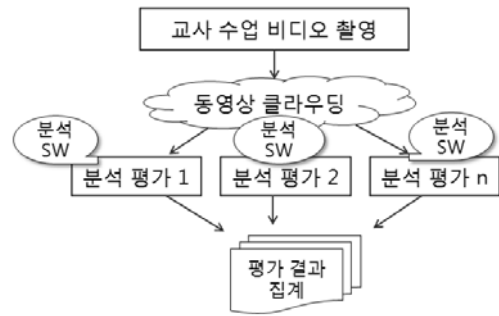 교사 수업 비디오 촬영
동영상 클라우딩
분석
SW
분석
SW
분석
SW
분석 평가 1
분석 평가 2
분석 평가 n
평가 결과
집계